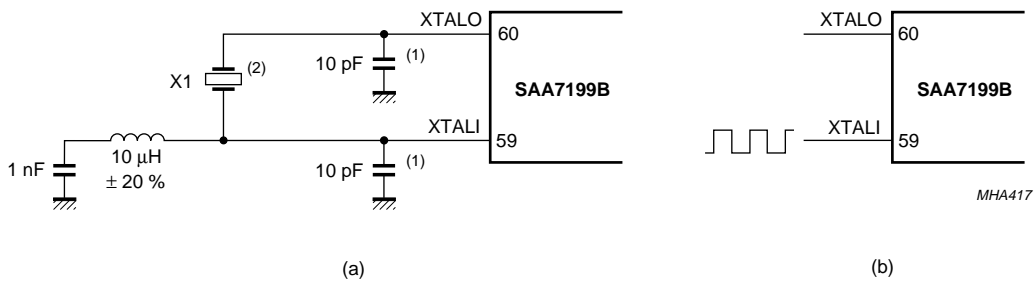 XTALO
60
(1)
10 pF
X1
(2)
SAA7199B
XTALI
59
10 µH
± 20 %
1 nF
10 pF
(1)
(a)
XTALO
60
SAA7199B
XTALI
59
MHA417
(b)